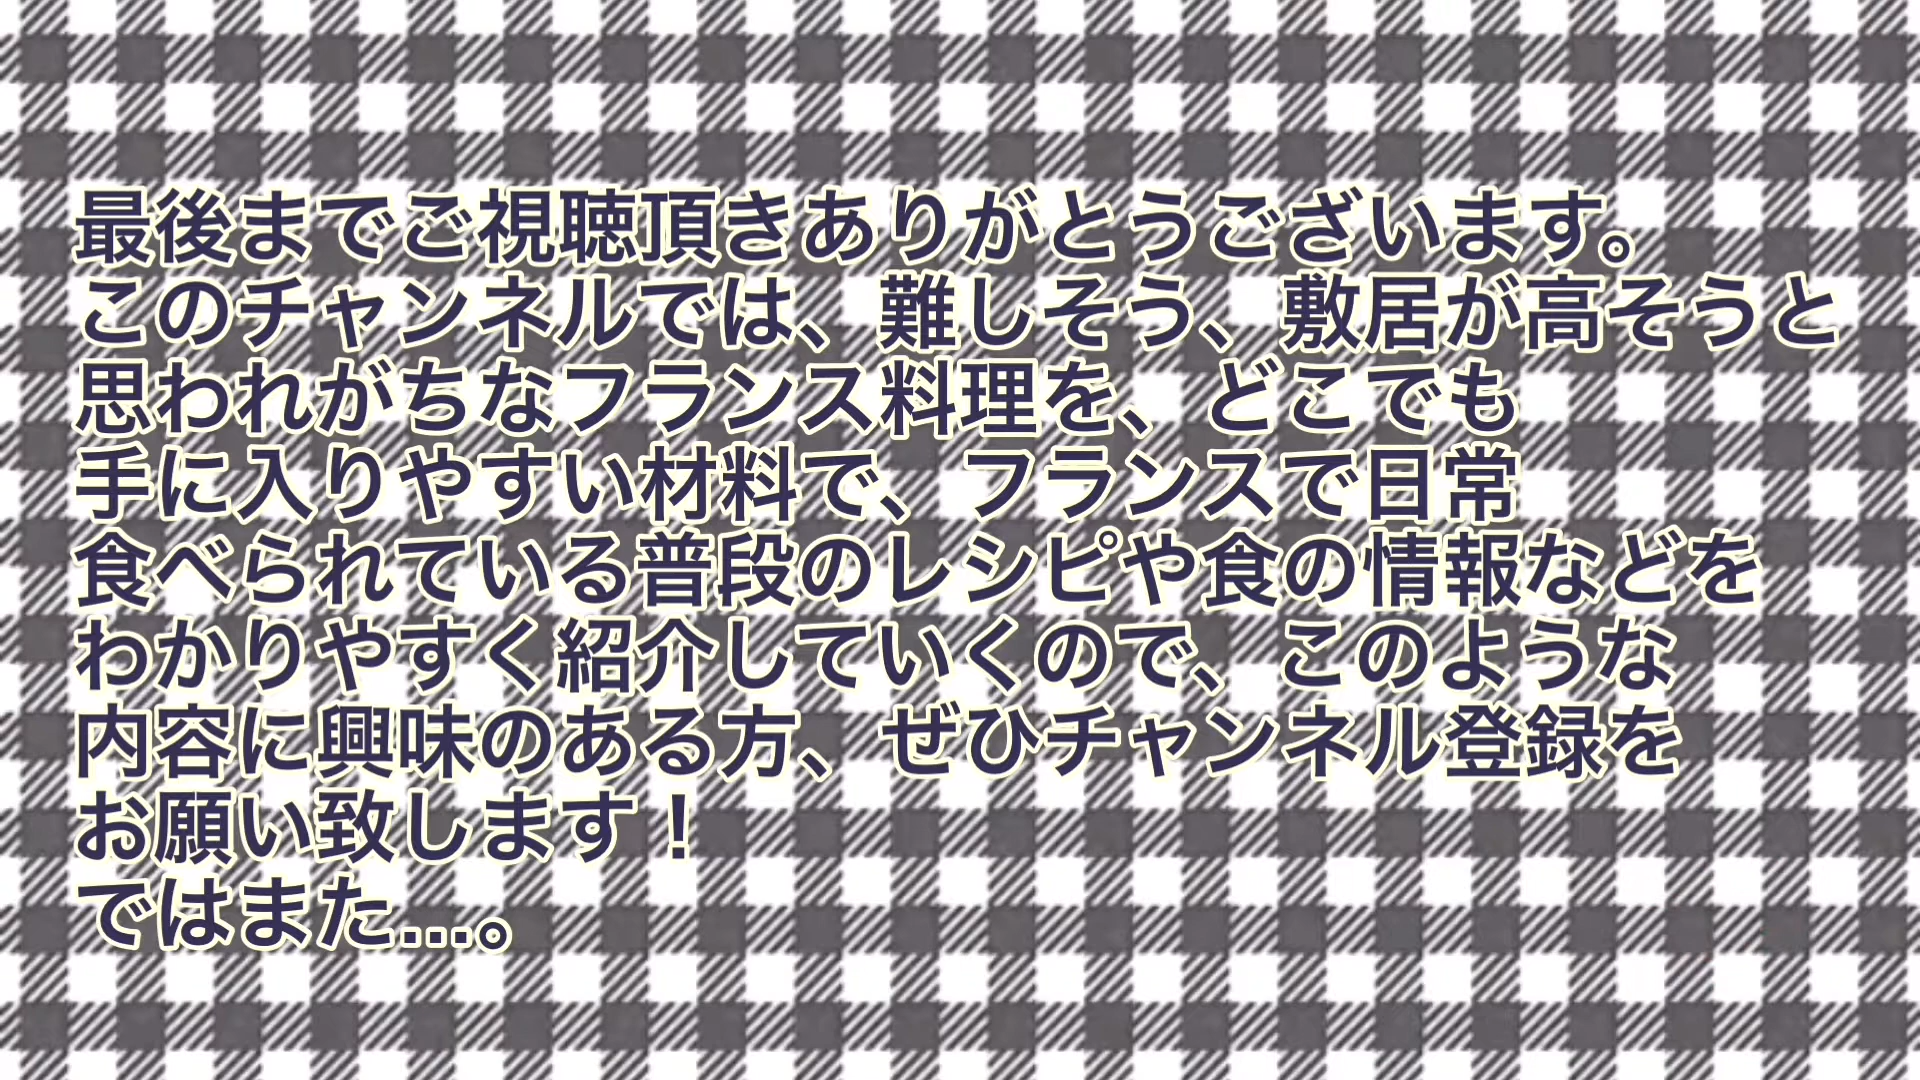 最後までご視聴頂きありがとうございます。
このチャンネルでは、難しそう、敷居が高そうと
思われがちなフランス料理を、どこでも
手に入りやすい材料で、フランスで日常
食べられている普段のレシピや食の情報などを
わかりやすく紹介していくので、このような
内容に興味のある方、ぜひチャンネル登録を
お願い致します！
ではまた…。